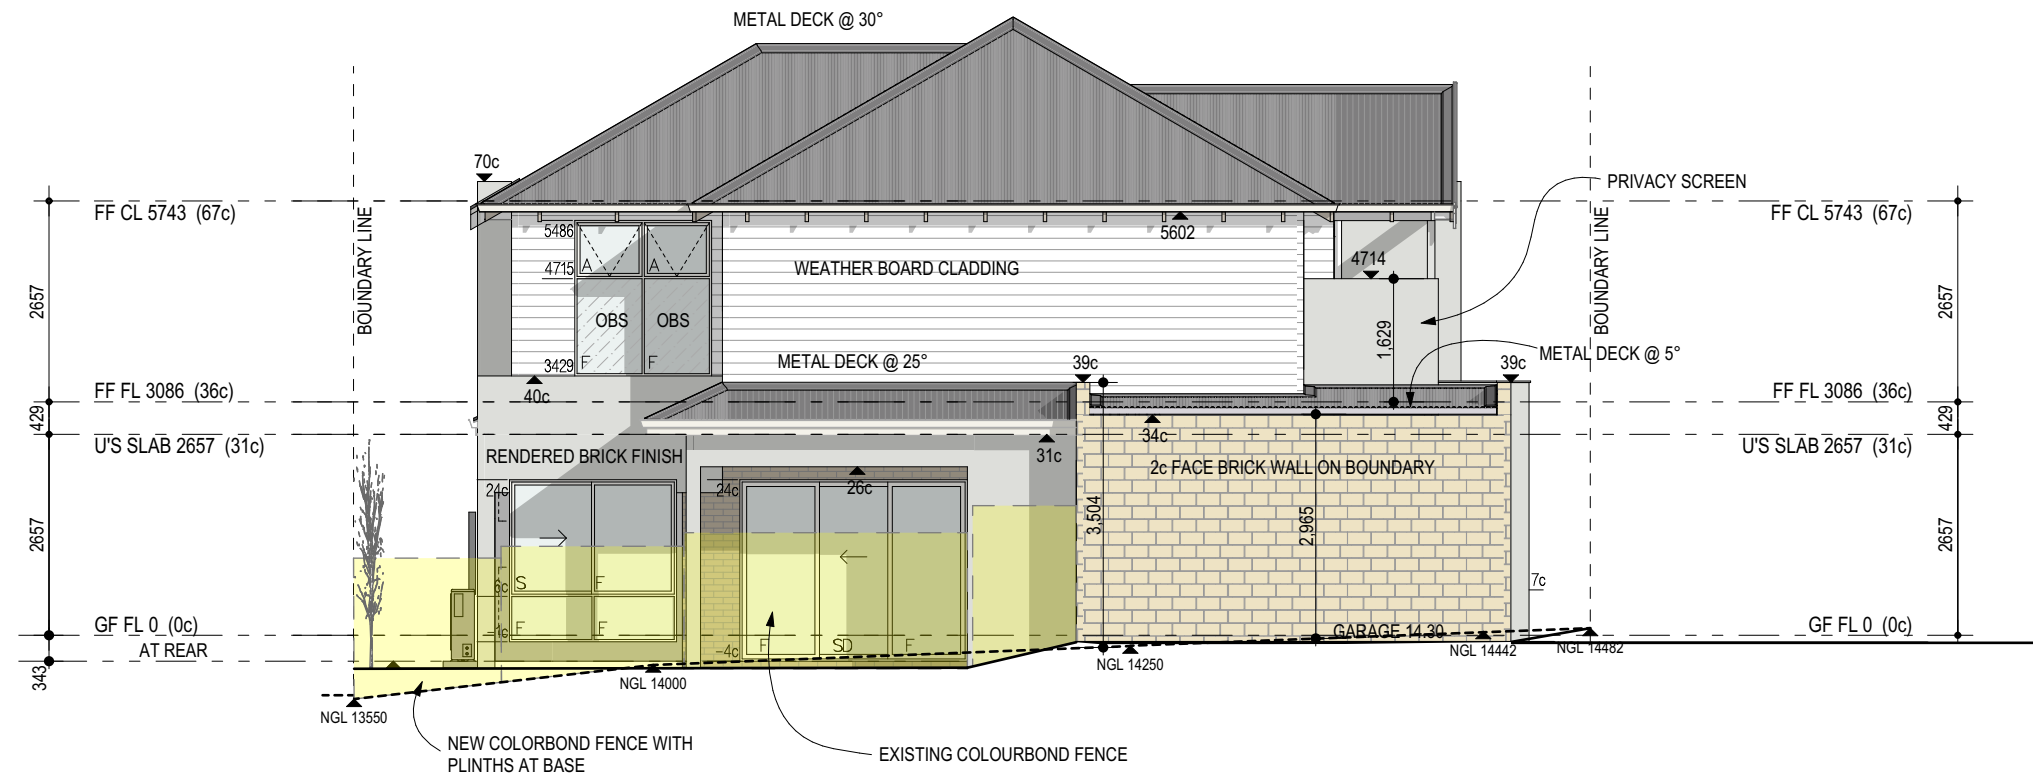 METAL DECK @ 30°
70c
PRIVACY SCREEN
FF CL 5743 (67c)
FF CL 5743 (67c)
BOUNDARY LINE
BOUNDARY LINE
5486
5602
4715
A
A
WEATHER BOARD CLADDING
4714
2657
2657
OBS
OBS
1,629
3429
F
F
METAL DECK @ 25°
39c
METAL DECK @ 5°
39c
FF FL 3086 (36c)
40c
FF FL 3086 (36c)
429
429
34c
U'S SLAB 2657 (31c)
U'S SLAB 2657 (31c)
RENDERED BRICK FINISH
31c
2c FACE BRICK WALL ON BOUNDARY
24c
24c
26c
3,504
2,965
2657
2657
S
F
7c
F
F
GF FL 0 (0c)
GARAGE 14.30
GF FL 0 (0c)
AT REAR
-4c
F
SD
F
343
NGL 14250
NGL 14442
NGL 14482
NGL 14000
NGL 13550
NEW COLORBOND FENCE WITH
PLINTHS AT BASE
EXISTING COLOURBOND FENCE